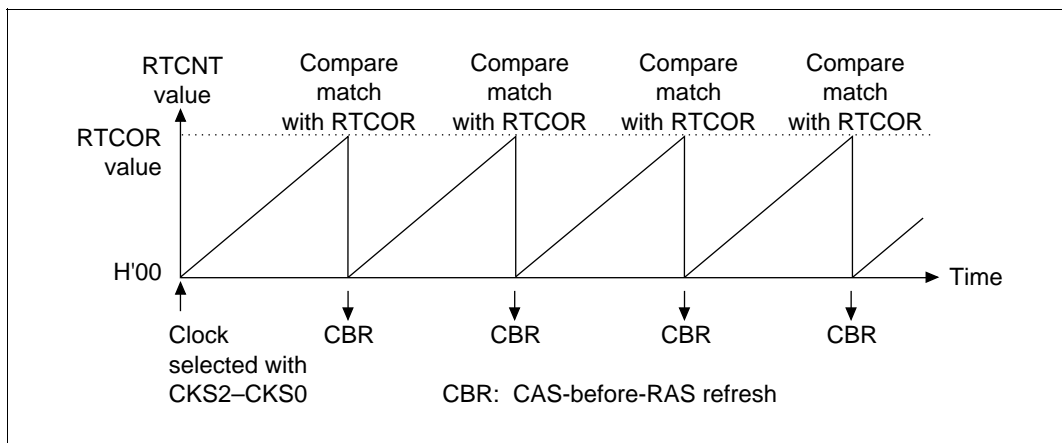 RTCNT
value
Compare
match
with RTCOR
Compare
match
with RTCOR
Compare
match
with RTCOR
Compare
match
with RTCOR
RTCOR
value
H'00
Time
Clock
selected with
CKS2–CKS0
CBR
CBR
CBR
CBR
CBR: CAS-before-RAS refresh